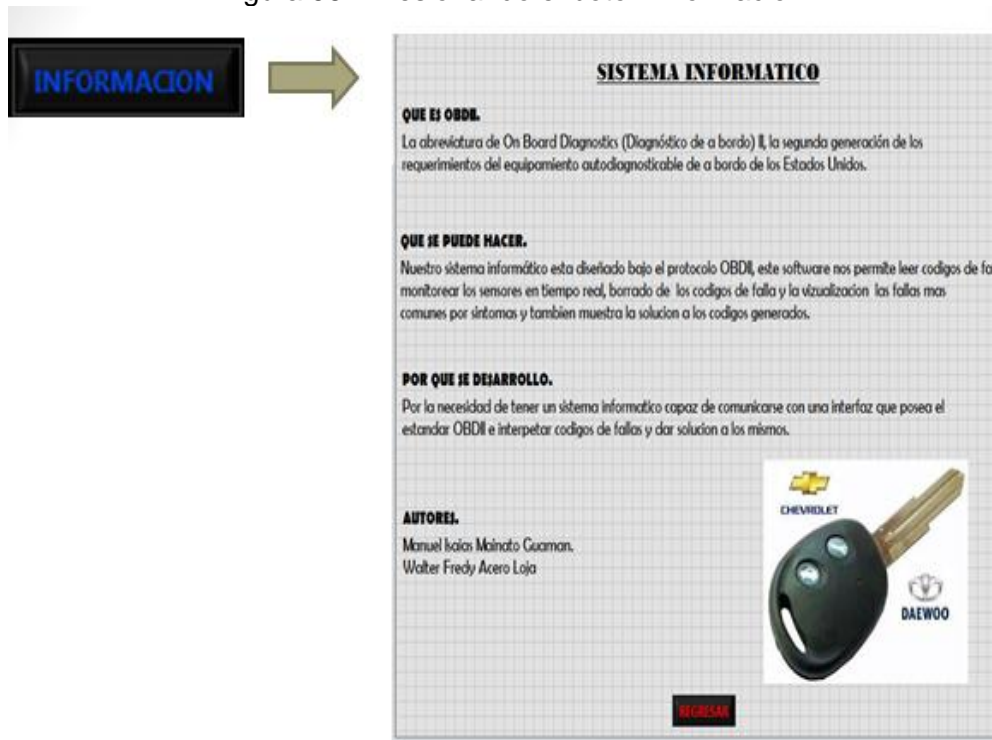 INFORMACION
SISTEMA INFORMATICO
QUE ES OBDII.
La abreviatura de On Board Diagnostics (Diagnóstico de a bordo) II, la segunda generación de los
requerimientos del equipamiento autodiagnosticable de a bordo de los Estados Unidos.
QUE SE PUEDE HACER.
Nuestro sistema informático esta diseñado bajo el protocolo OBDII, este software nos permite leer codigos de fa
monitorear los sensores en tiempo real, borrado de los codigos de falla y la vizualizacion las fallas mas
comunes por sintomas y tambien muestra la solucion a los codigos generados.
POR QUE SE DESARROLLO.
Por la necesidad de tener un sistema informatico capaz de comunicarse con una interfaz que posea el
estandar OBDII e interpetar codigos de fallas y dar solucion a los mismos.
AUTORES.
Manuel Isaias Mainato Guaman.
Walter Fredy Acero Loja
CHEVROLET
DAEWOO
REGRESAR